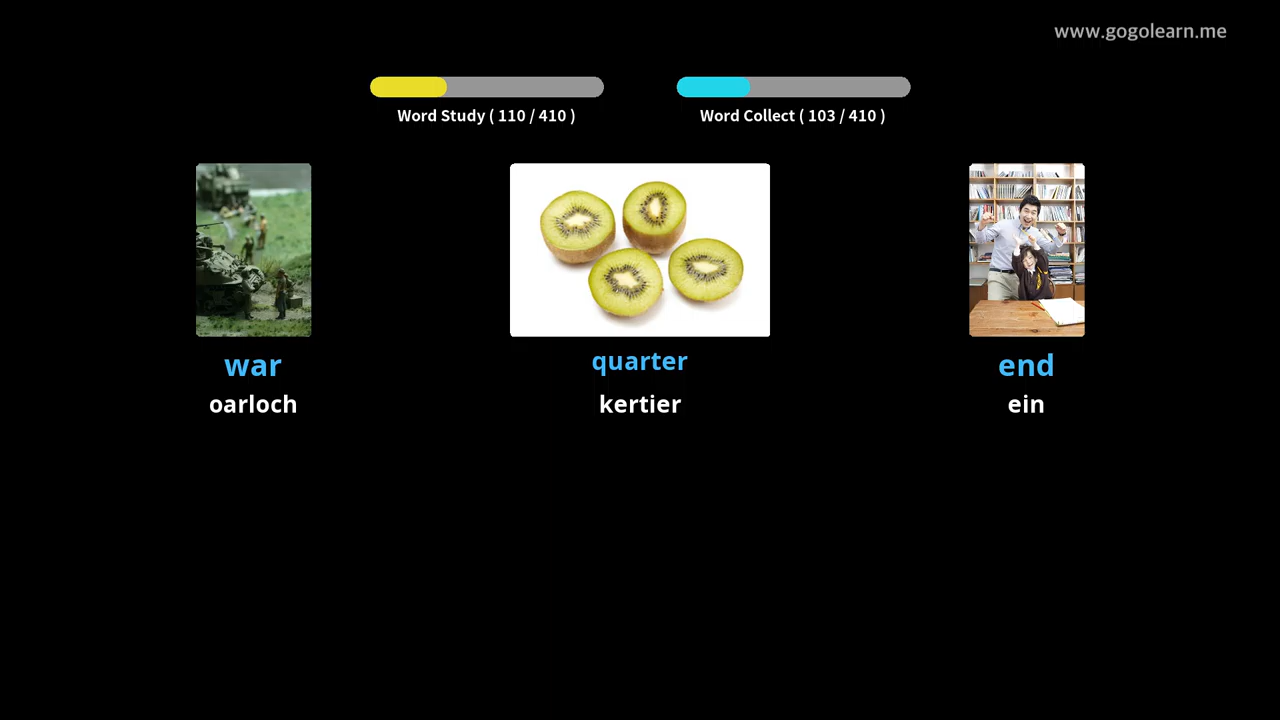 www.gogolearn.me
Word Study ( 110 / 410 )
Word Collect ( 103 / 410 )
war
quarter
end
oarloch
kertier
ein